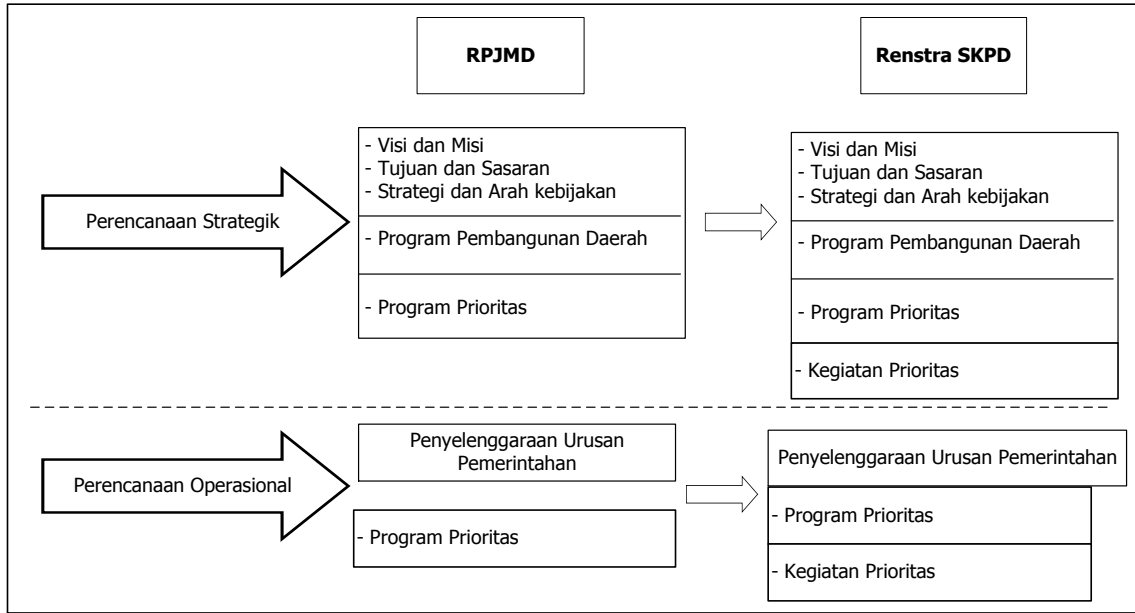 RPJMD
Renstra SKPD
Perencanaan Strategik
- Visi dan Misi
- Tujuan dan Sasaran
- Strategi dan Arah kebijakan
- Program Pembangunan Daerah
- Program Prioritas
- Visi dan Misi
- Tujuan dan Sasaran
- Strategi dan Arah kebijakan
- Program Pembangunan Daerah
- Program Prioritas
- Kegiatan Prioritas
Perencanaan Operasional
Penyelenggaraan Urusan
Pemerintahan
- Program Prioritas
Penyelenggaraan Urusan Pemerintahan
- Program Prioritas
- Kegiatan Prioritas